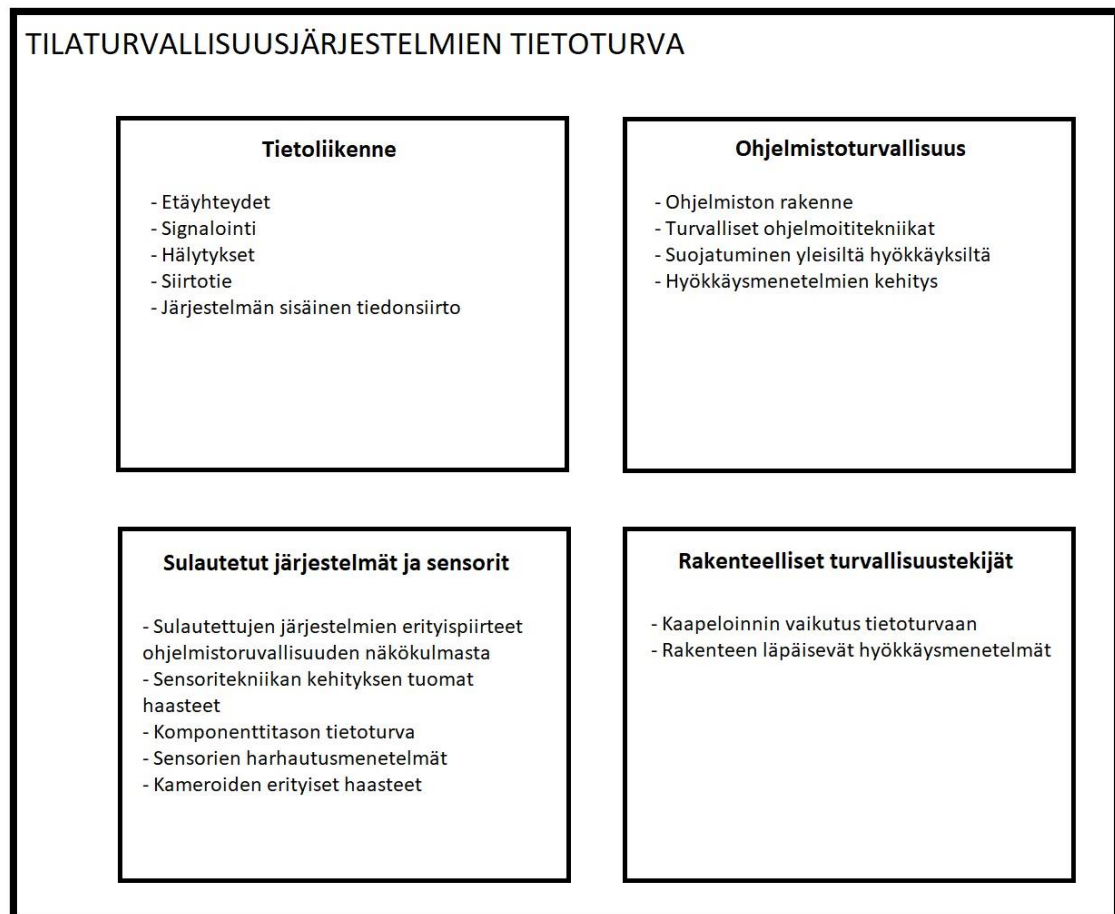 TILATURVALLISUUSJÄRJESTELMIEN TIETOTURVA
Tietoliikenne
- Etäyhteydet
- Signalointi
- Hälytykset
- Siirtotie
- Järjestelmän sisäinen tiedonsiirto
Ohjelmistoturvallisuus
- Ohjelmiston rakenne
- Turvalliset ohjelmoititekniikat
- Suojatuminen yleisiltä hyökkäyksiltä
- Hyökkäysmenetelmien kehitys
Sulautetut järjestelmät ja sensorit
- Sulautettujen järjestelmien erityispiirteet
ohjelmistoruvallisuuden näkökulmasta
- Sensoritekniikan kehityksen tuomat
haasteet
- Komponenttitason tietoturva
- Sensorien harhautusmenetelmät
- Kameroiden erityiset haasteet
Rakenteelliset turvallisuustekijät
- Kaapeloinnin vaikutus tietoturvaan
- Rakenteen läpäisevät hyökkäysmenetelmät